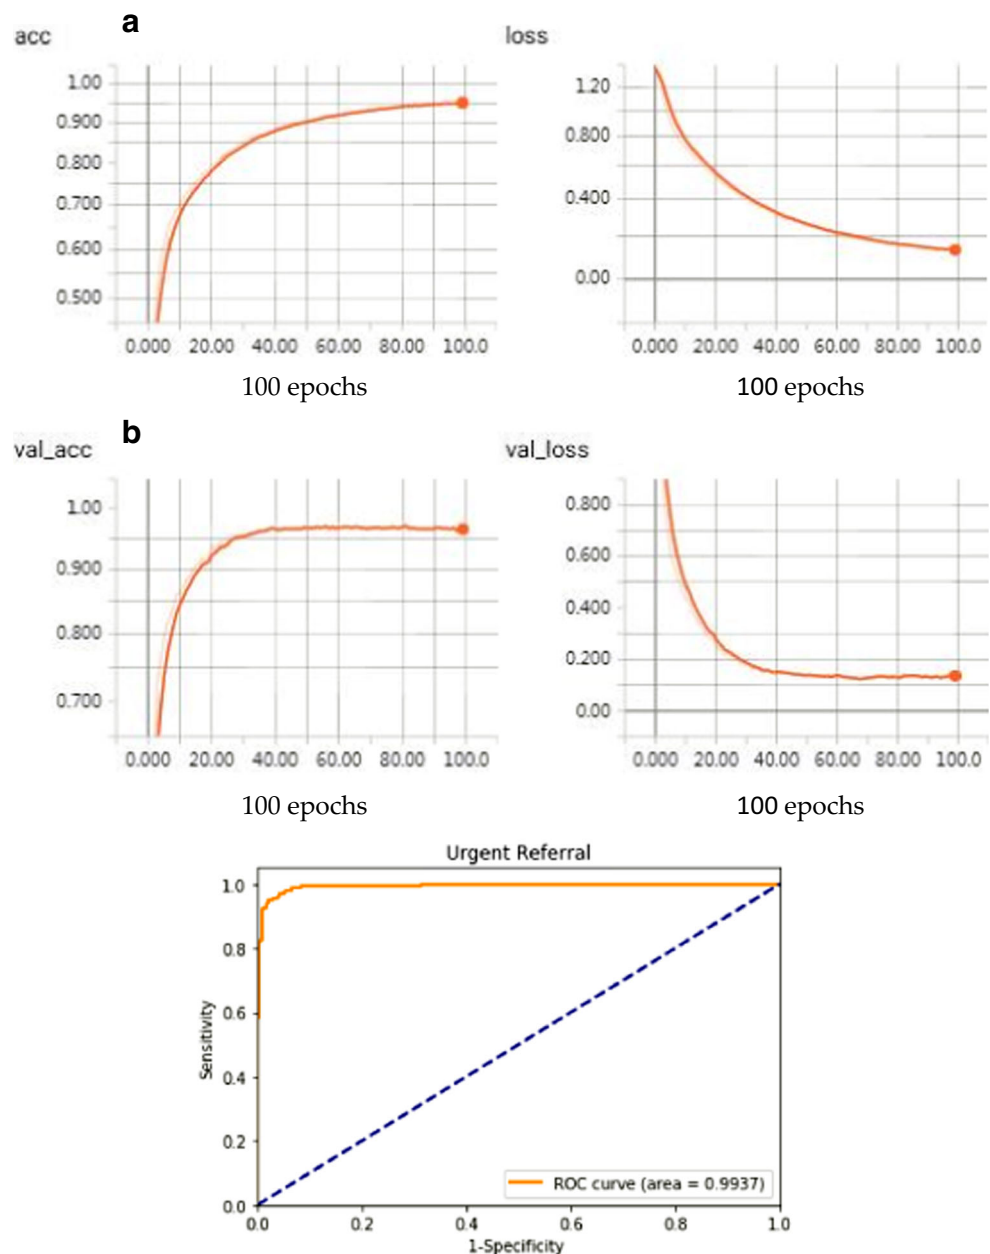 a
acc
1.00
0.900
0.800
0.700
0.600
0.500
0.000 20.00 40.00 60.00 80.00 100.0
100 epochs
loss
1.20
0.800
0.400
0.00
0.000 20.00 40.00 60.00 80.00 100.0
100 epochs
b
val_acc
1.00
0.900
0.800
0.700
0.000 20.00 40.00 60.00 80.00 100.0
100 epochs
val_loss
0.800
0.600
0.400
0.200
0.00
0.000 20.00 40.00 60.00 80.00 100.0
100 epochs
Urgent Referral
Sensitivity
1.0
0.8
0.6
0.4
0.2
0.0
ROC curve (area = 0.9937)
0.0 0.2 0.4 0.6 0.8 1.0
1-Specificity